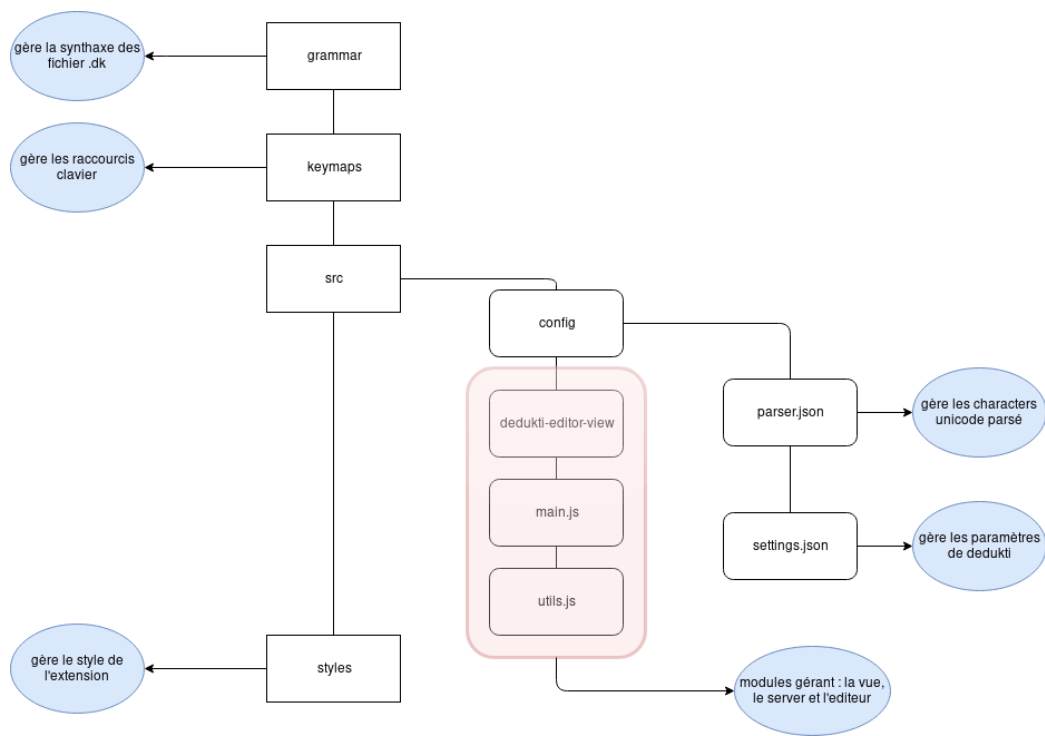 gère la synthaxe des
fichier .dk
grammar
gère les raccourcis
clavier
keymaps
src
config
dedukti-editor-view
parser.json
gère les characters
unicode parsé
main.js
settings.json
gère les paramètres
de dedukti
utils.js
gère le style de
l'extension
styles
modules gérant : la vue,
le server et l'editeur